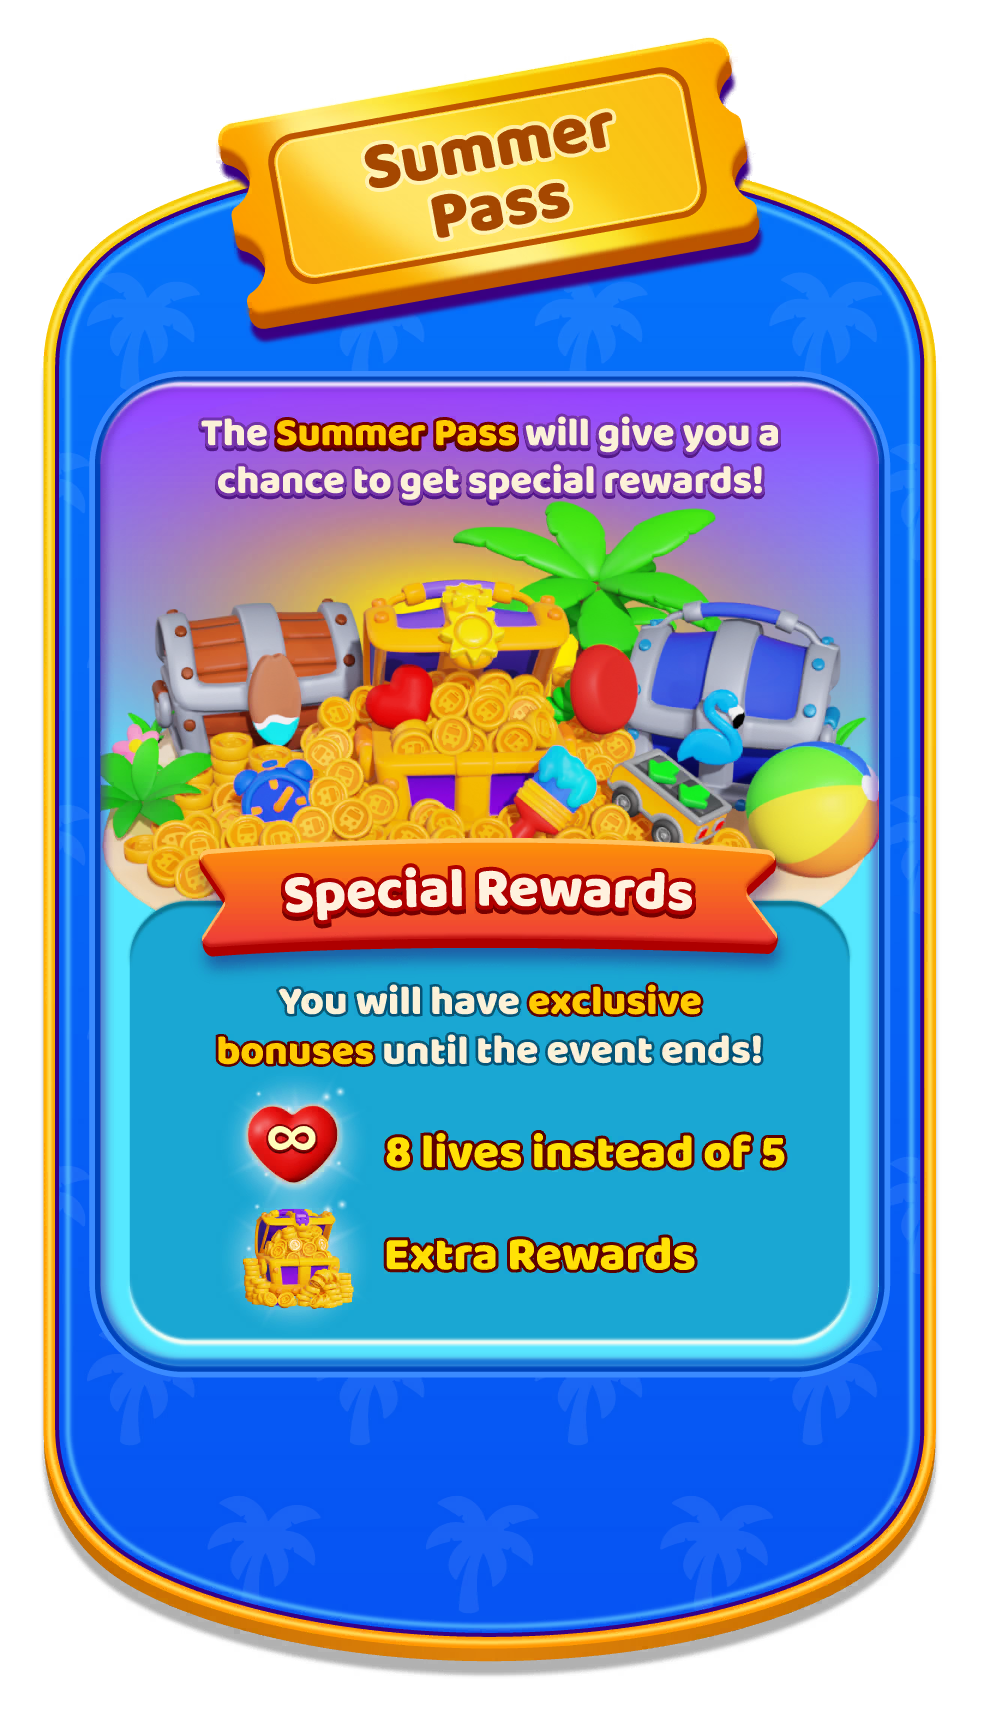 Summer
Pass
The Summer Pass will give you a
chance to get special rewards!
Special Rewards
You will have exclusive
bonuses until the event ends!
8 lives instead of 5
Extra Rewards